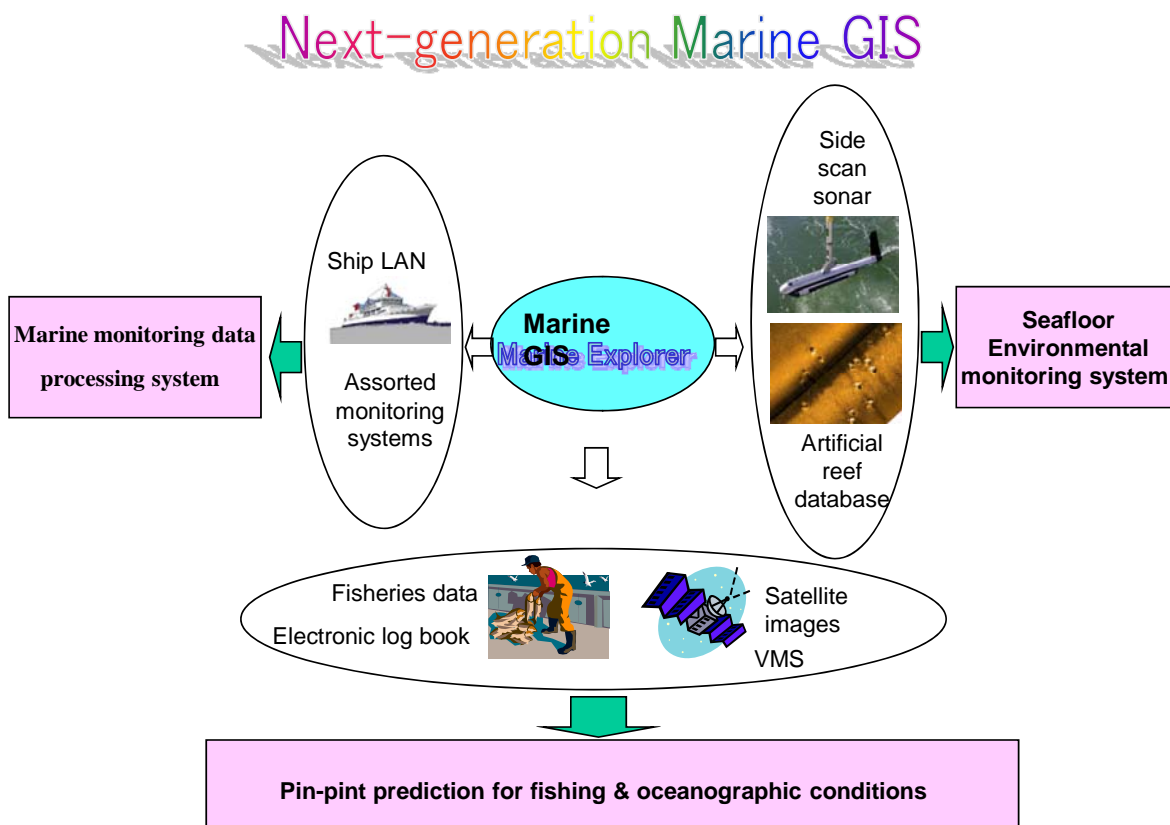 Next-generation Marine GIS
Side
scan
sonar
Ship LAN
Marine
GIS
Marine Explorer
Marine monitoring data
processing system
Seafloor
Environmental
monitoring system
Assorted
monitoring
systems
Artificial
reef
database
Fisheries data
Electronic log book
Satellite
images
VMS
Pin-pint prediction for fishing & oceanographic conditions